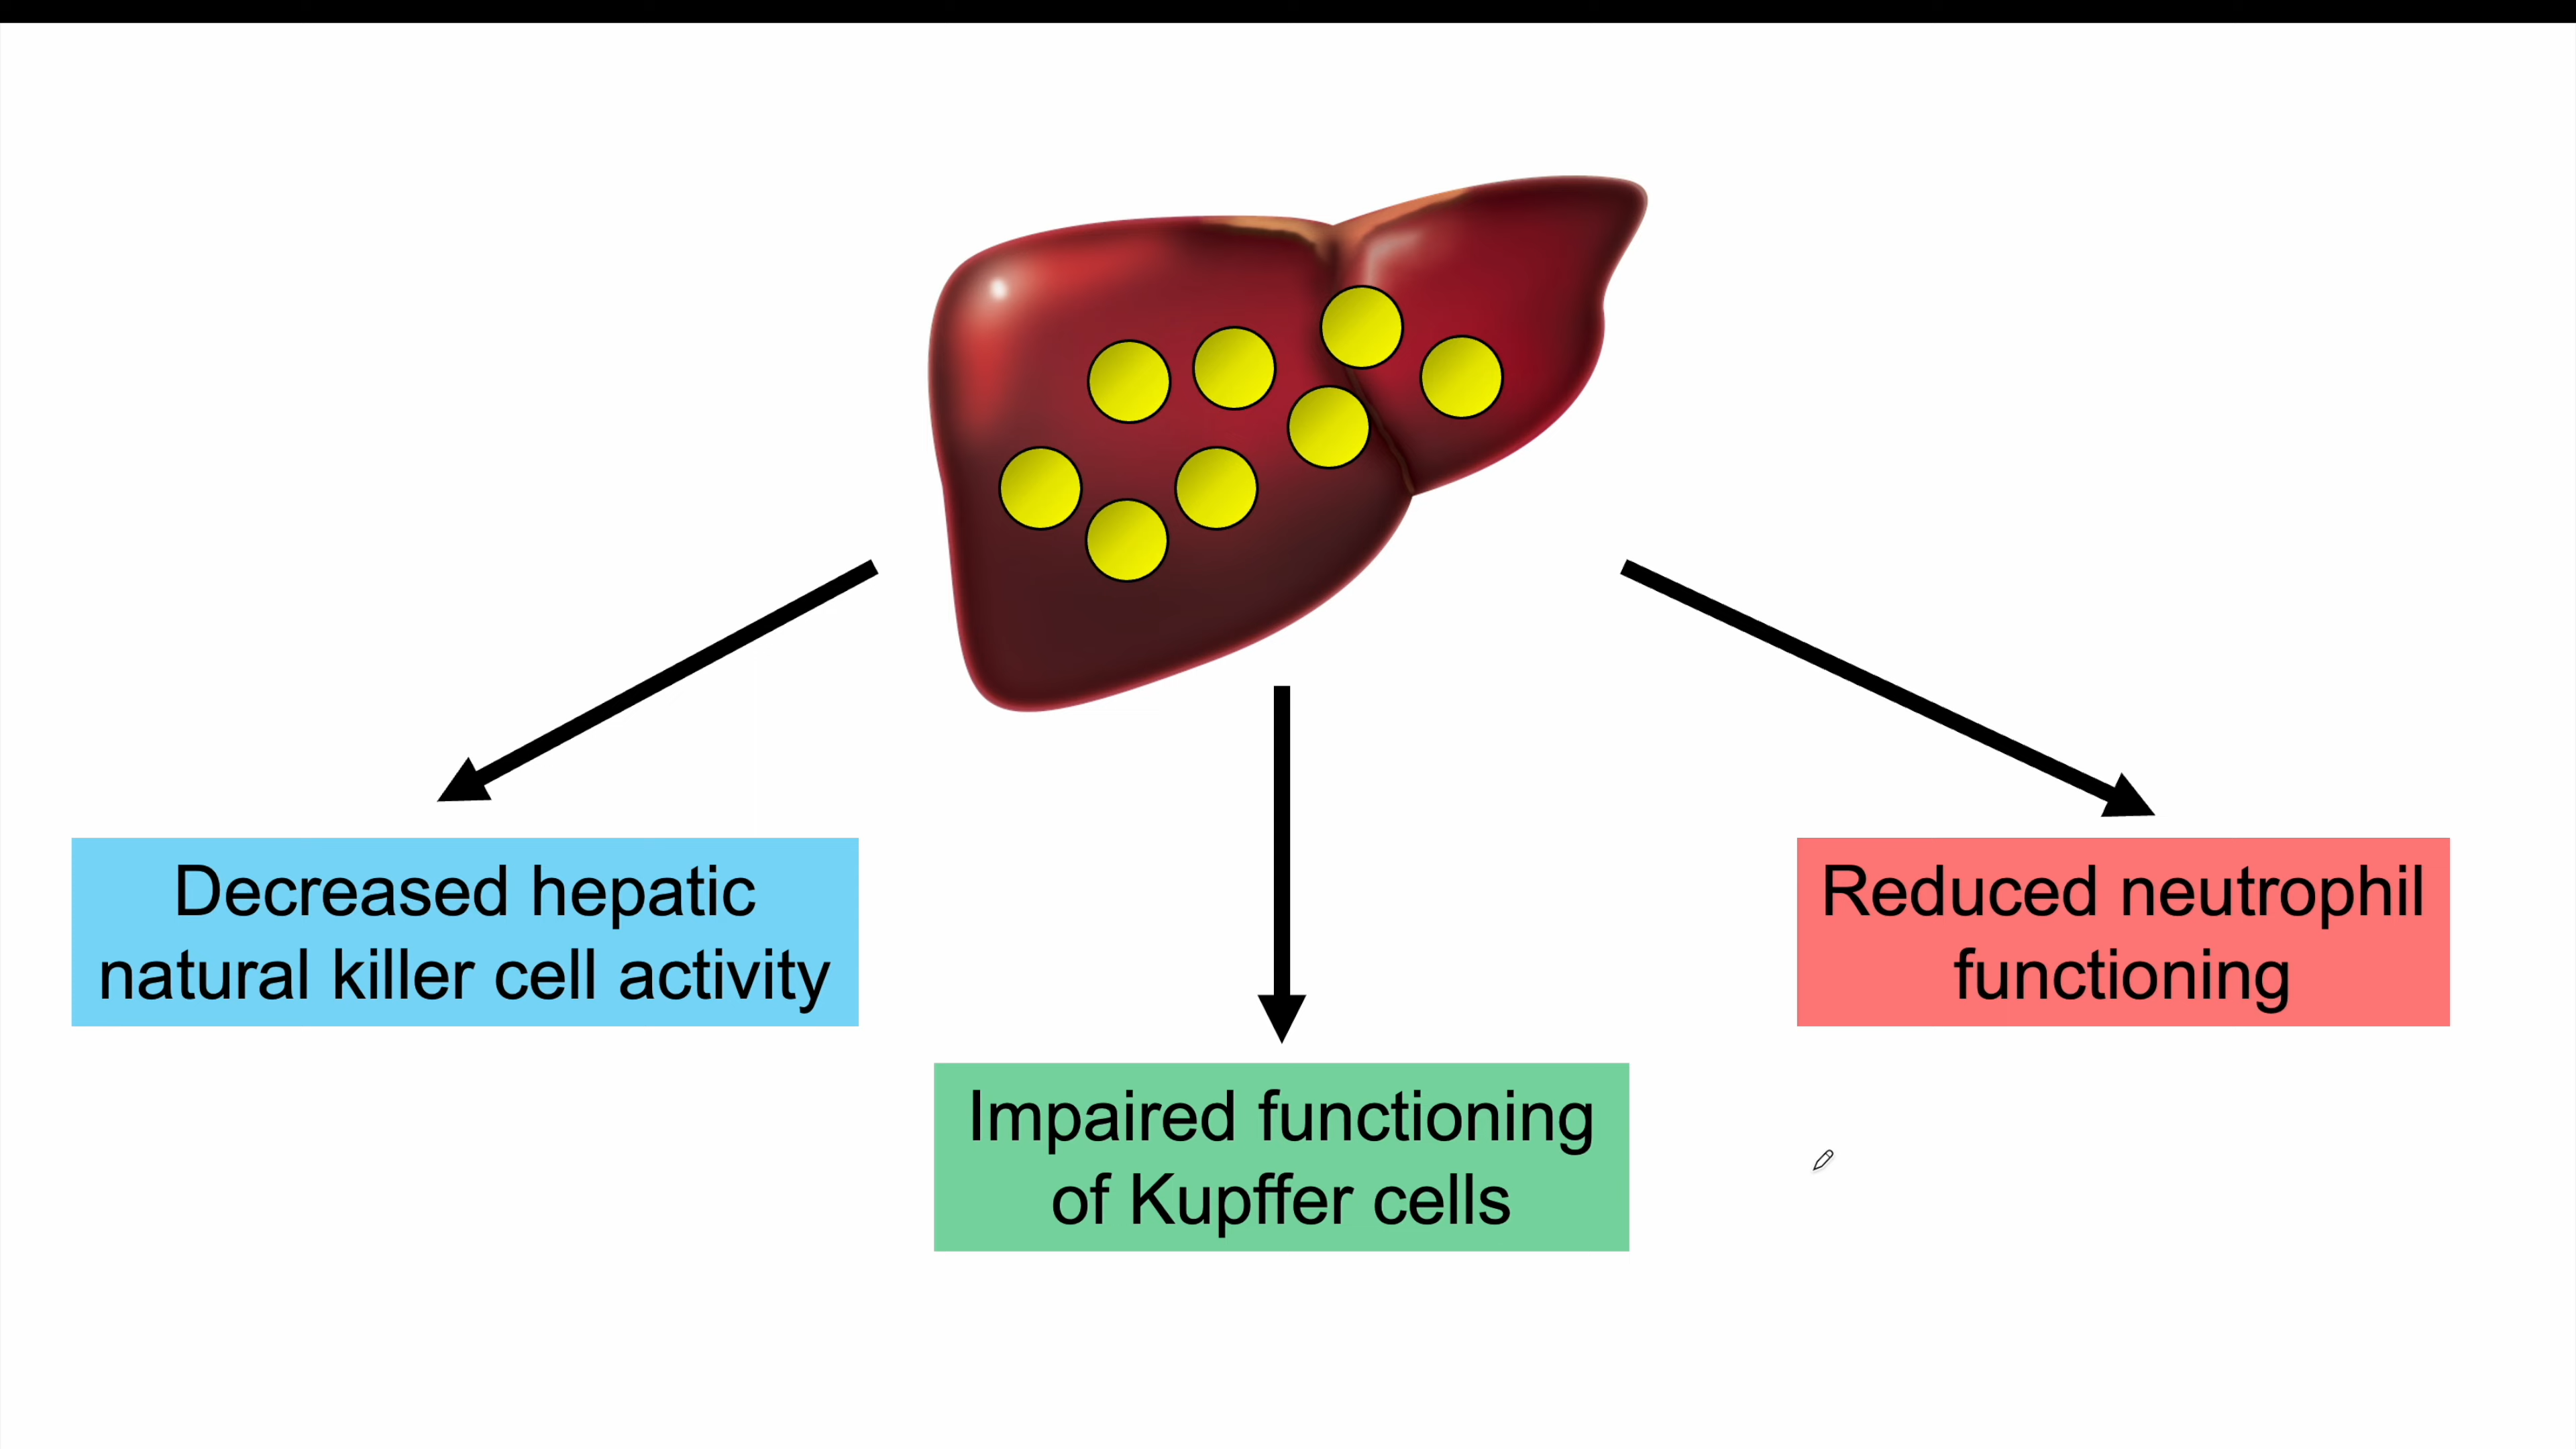 Decreased hepatic
natural killer cell activity
Impaired functioning
of Kupffer cells
Reduced neutrophil
functioning